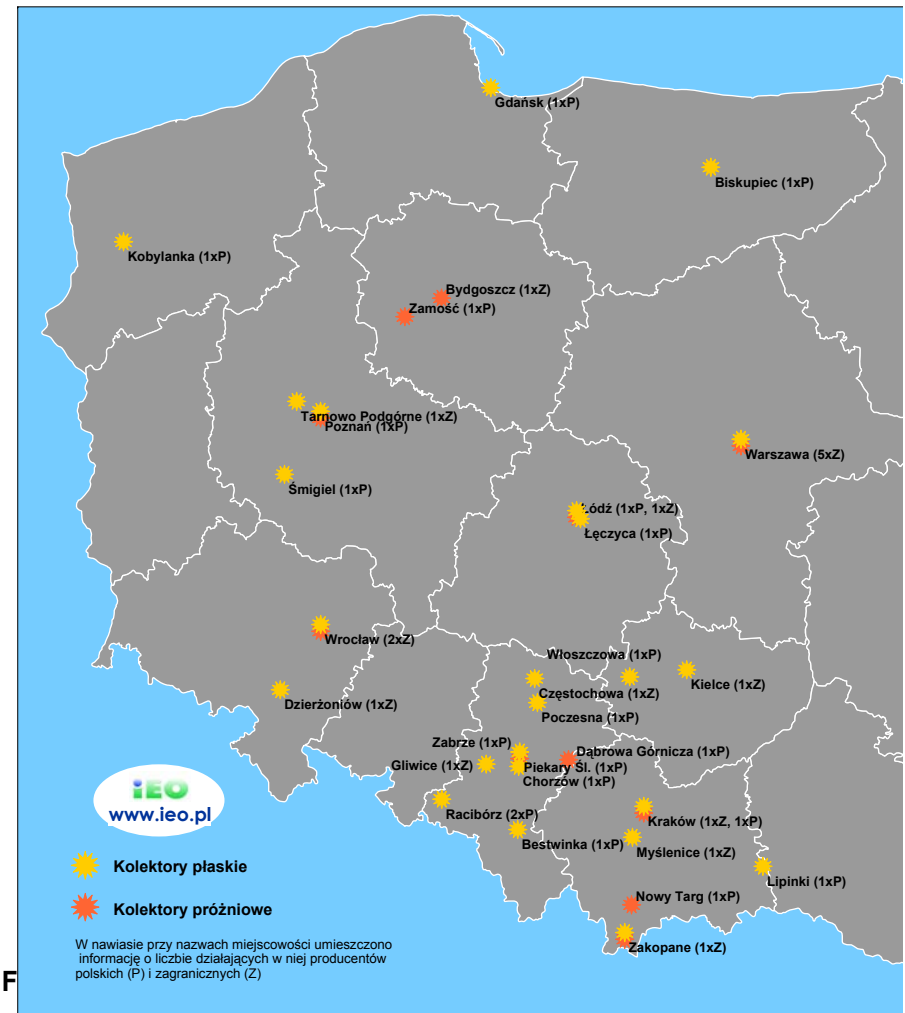 Gdańsk (1xP)
Biskupiec (1xP)
Kobylanka (1xP)
Bydgoszcz (1xZ)
Zamość (1xP)
Tarnowo Podgórne (1xZ)
Poznań (1xP)
Warszawa (5xZ)
Śmigiel (1xP)
Łódź (1xP, 1xZ)
Łęczyca (1xP)
Wrocław (2xZ)
Włoszczowa (1xP)
Kielce (1xZ)
Częstochowa (1xZ)
Dzierżoniów (1xZ)
Poczesna (1xP)
Zabrze (1xP)
Dąbrowa Górnicza (1xP)
Gliwice (1xZ)
Piekary Śl. (1xP)
Chorzów (1xP)
iEO
www.ieo.pl
Racibórz (2xP)
Kraków (1xZ, 1xP)
Bestwinka (1xP)
Myślenice (1xZ)
Kolektory płaskie
Lipinki (1xP)
Nowy Targ (1xP)
Kolektory próżniowe
Zakopane (1xZ)
W nawiasie przy nazwach miejscowości umieszczono
informację o liczbie działających w niej producentów
polskich (P) i zagranicznych (Z)
F